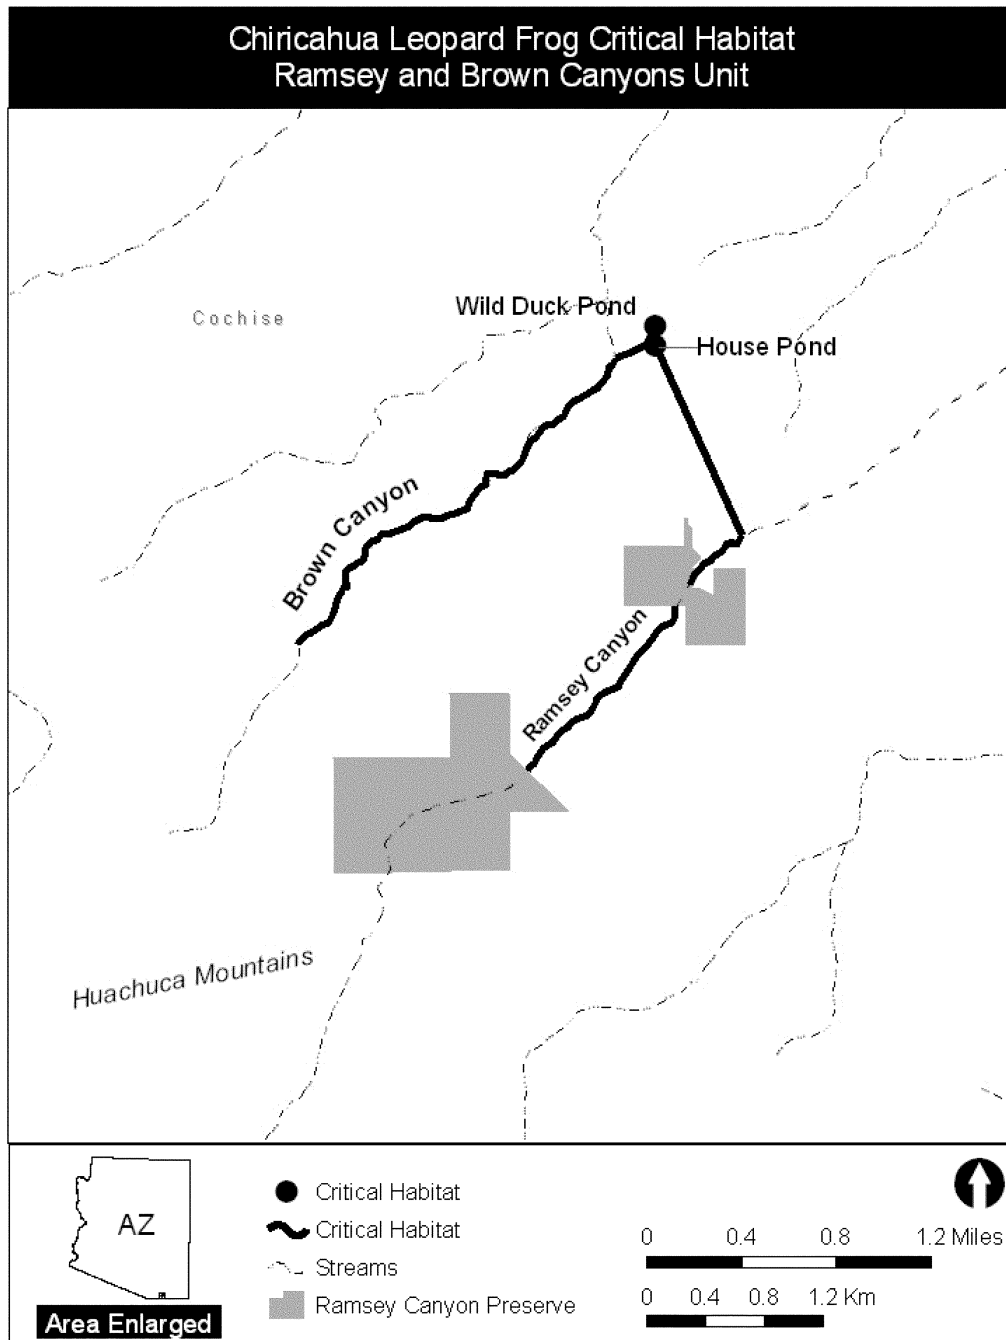 Chiricahua Leopard Frog Critical Habitat
Ramsey and Brown Canyons Unit
Wild Duck Pond
Cochise
House Pond
Brown Canyon
Ramsey Canyon
Huachuca Mountains
AZ
Area Enlarged
Critical Habitat
Critical Habitat
Streams
Ramsey Canyon Preserve
0 0.4 0.8 1.2 Miles
0 0.4 0.8 1.2 Km